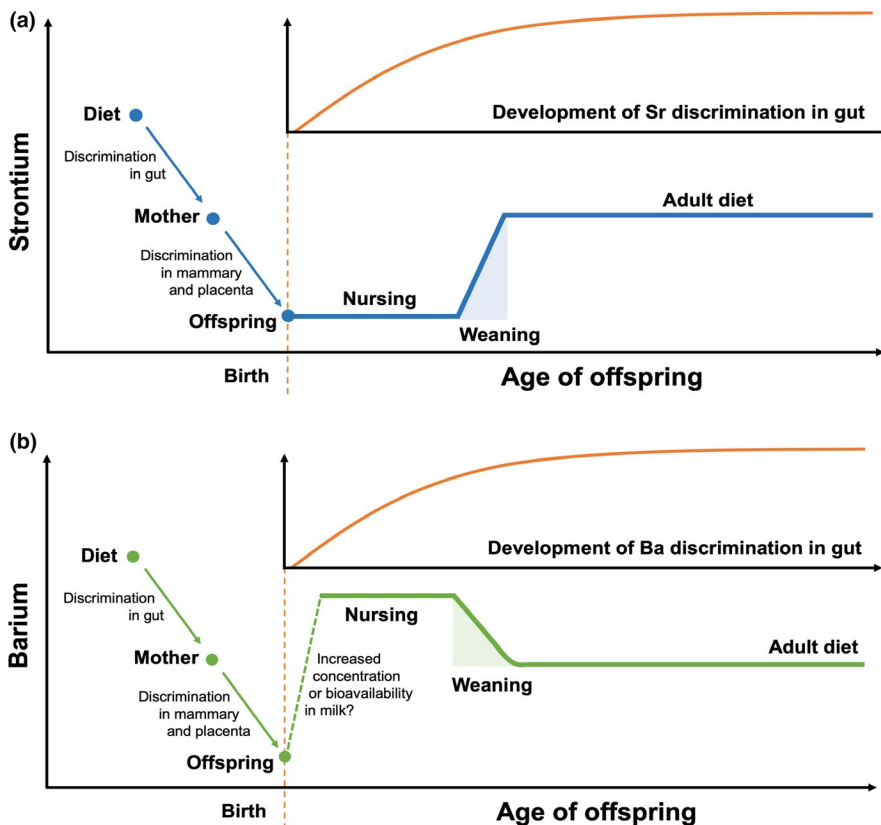 (a)
Strontium
Diet
Discrimination
in gut
Mother
Discrimination
in mammary
and placenta
Offspring
Birth
Development of Sr discrimination in gut
Nursing
Weaning
Adult diet
Age of offspring
(b)
Barium
Diet
Discrimination
in gut
Mother
Discrimination
in mammary
and placenta
Offspring
Birth
Development of Ba discrimination in gut
Nursing
Increased
concentration
or bioavailability
in milk?
Weaning
Adult diet
Age of offspring